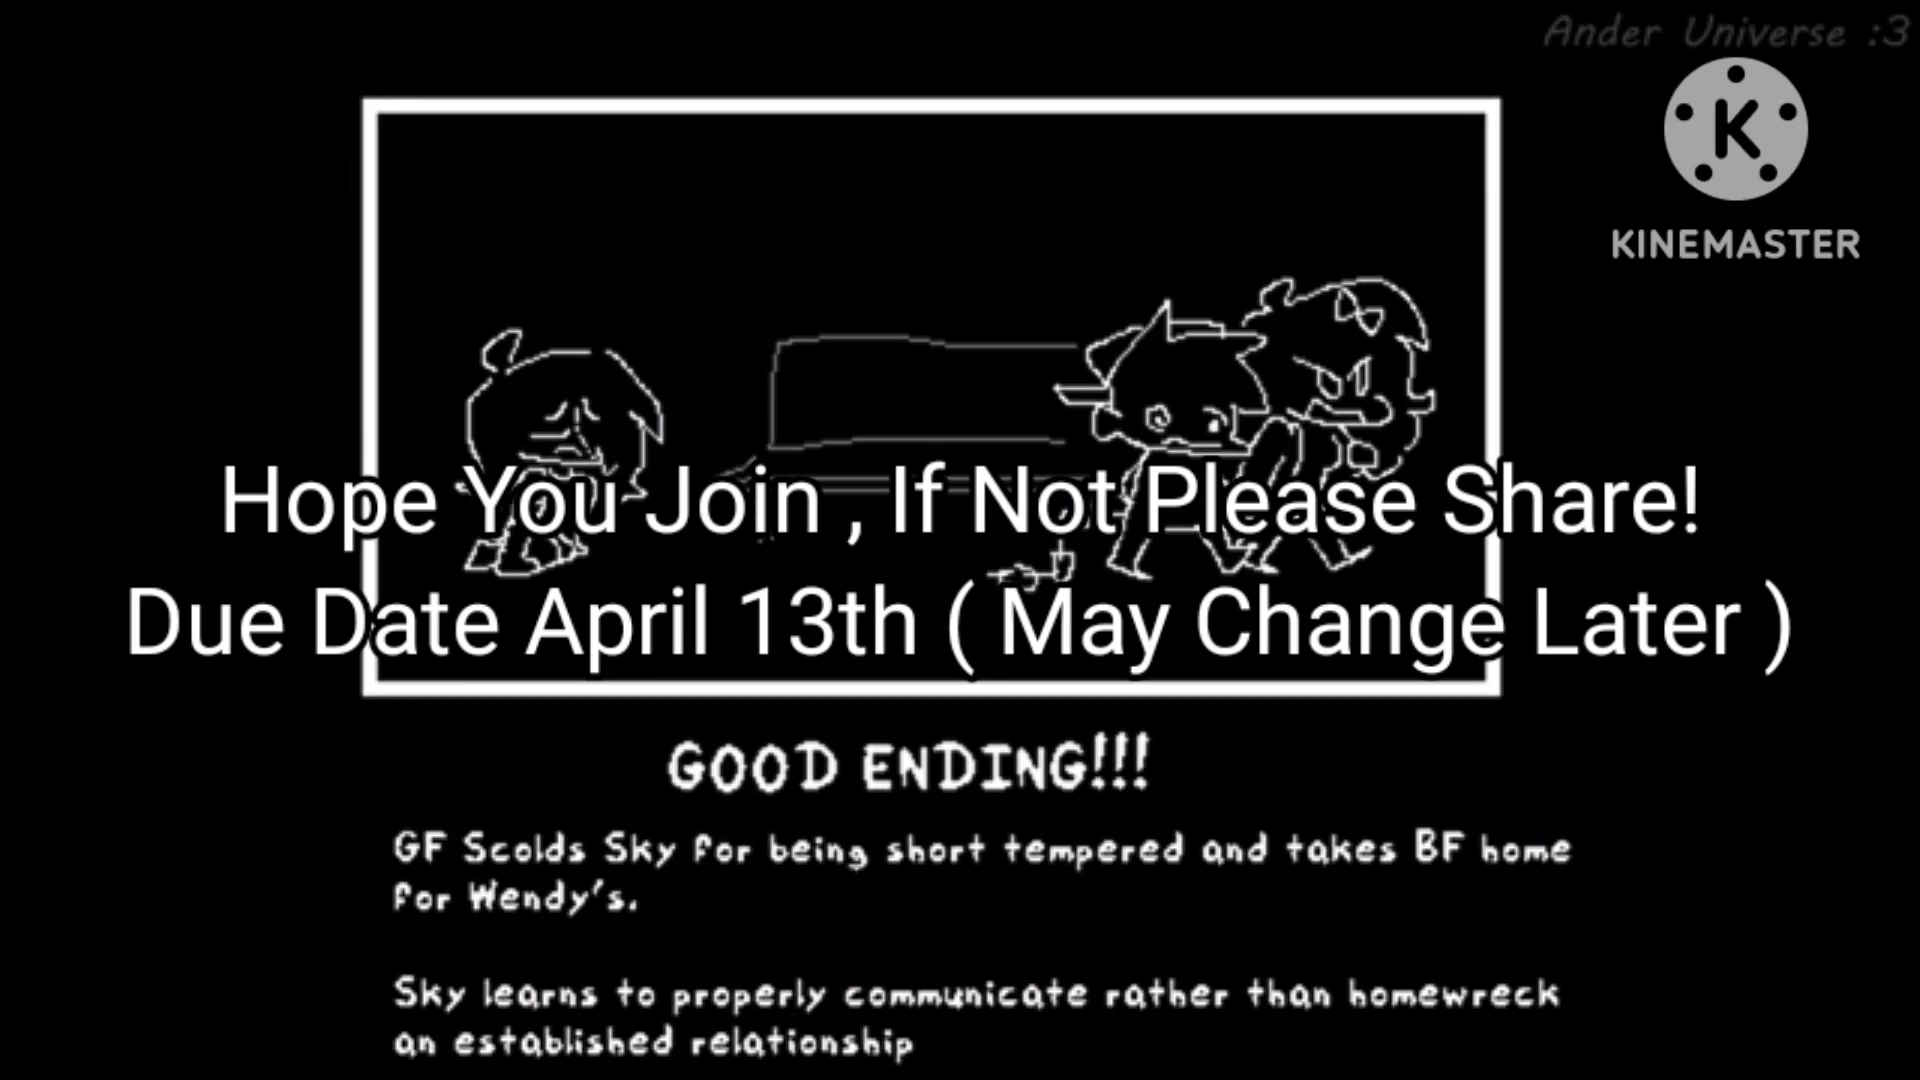 Ander Universe :3
K
KINEMASTER
Hope You Join , If Not Please Share!
Due Date April 13th ( May Change Later )
GOOD ENDING!!!
GF Scolds Sky for being short tempered and takes BF home
for Wendy's.
Sky learns to properly communicate rather than homewreck
an established relationship